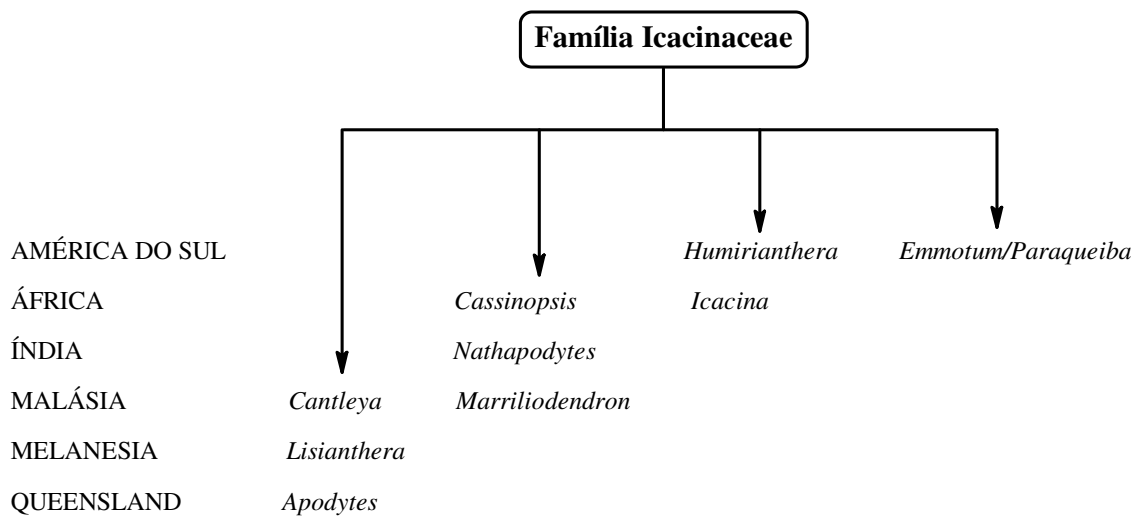 Família Icacinaceae
AMÉRICA DO SUL Humirianthera Emmotum/Paraqueiba
ÁFRICA Cassinopsis Icacina
ÍNDIA Nathapodytes
MALÁSIA Cantleya Marriliodendron
MELANESIA Lisianthera
QUEENSLAND Apodytes